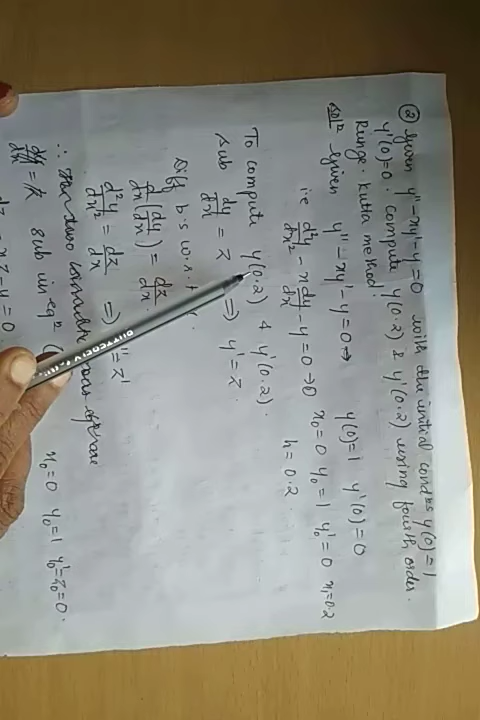 ② Given y'' - xy' - y = 0 with the initial condns y(0) = 1
y'(0)=0. compute y(0.2) & y'(0.2) using fourth order.
Runge-Kutta method!
Soln Given y'' - xy' - y = 0 ⇒ y(0)=1 y'(0)=0
i.e d²y/dx² - x dy/dx - y = 0 → ① x₀=0 y₀=1 y₀'=0 x₁=0.2
h=0.2
To compute y(0.2) & y'(0.2).
Sub dy/dx = z ⇒ y' = z.
Diff b.s w.r.t
d/dx (dy/dx) = dz/dx.
d²y/dx² = dz/dx ⇒ ' = z'
∴ two
dy/dx = z sub in eqn ( x₀=0 y₀=1 y₀'=z₀=0.
- xz - y = 0